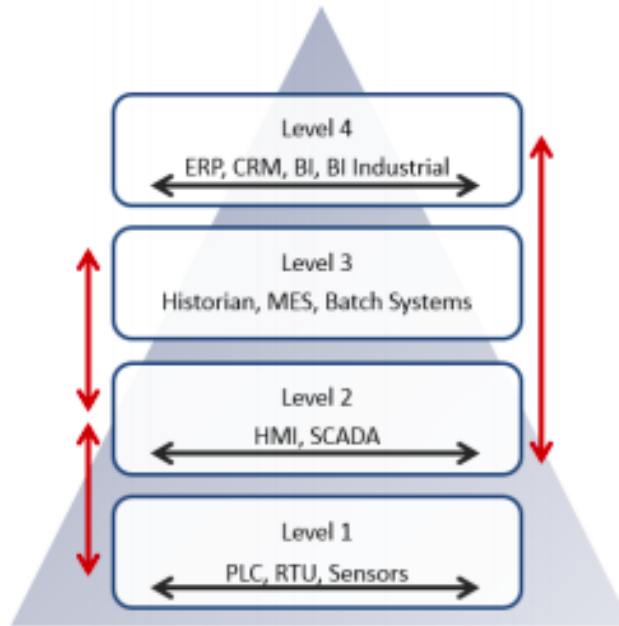 Level 4
ERP, CRM, BI, BI Industrial
Level 3
Historian, MES, Batch Systems
Level 2
HMI, SCADA
Level 1
PLC, RTU, Sensors